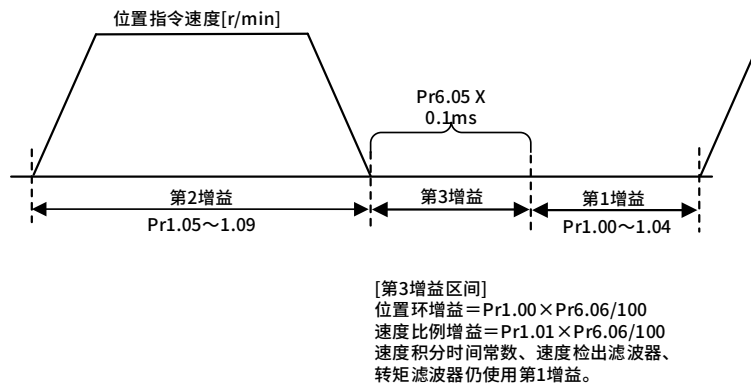 位置指令速度[r/min]
Pr6.05 X
0.1ms
第2增益
第3增益
第1增益
Pr1.05～1.09
Pr1.00～1.04
[第3增益区间]
位置环增益＝Pr1.00×Pr6.06/100
速度比例增益＝Pr1.01×Pr6.06/100
速度积分时间常数、速度检出滤波器、
转矩滤波器仍使用第1增益。